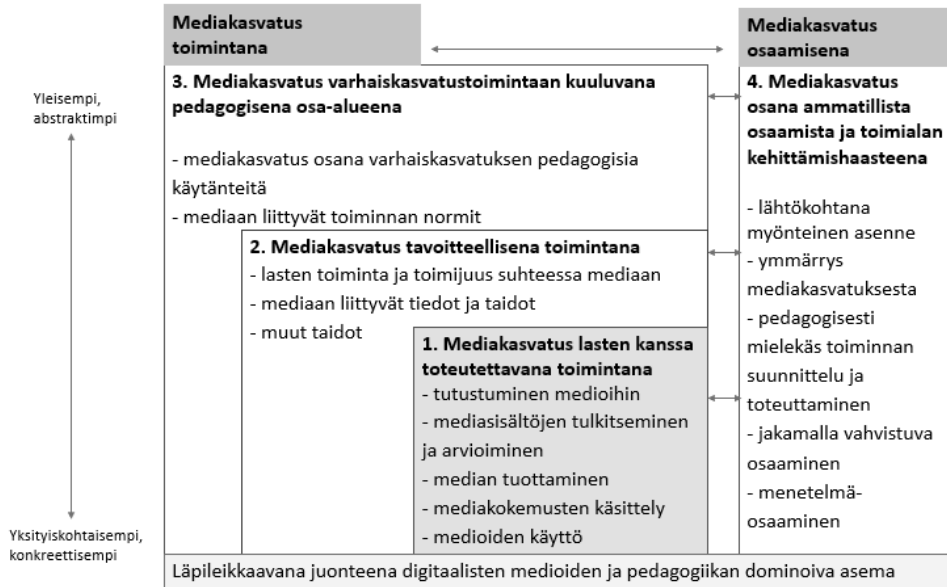 Mediakasvatus
toimintana
Mediakasvatus
osaamisena
Yleisempi,
abstraktimpi
3. Mediakasvatus varhaiskasvatustoimintaan kuuluvana
pedagogisena osa-alueena
- mediakasvatus osana varhaiskasvatuksen pedagogisia
käytänteitä
- mediaan liittyvät toiminnan normit
2. Mediakasvatus tavoitteellisena toimintana
- lasten toiminta ja toimijuus suhteessa mediaan
- mediaan liittyvät tiedot ja taidot
- muut taidot
1. Mediakasvatus lasten kanssa
toteutettavana toimintana
- tutustuminen medioihin
- mediasisältöjen tulkitseminen
ja arvioiminen
- median tuottaminen
- mediakokemusten käsittely
- medioiden käyttö
4. Mediakasvatus
osana ammatillista
osaamista ja toimialan
kehittämishaasteena
- lähtökohtana
myönteinen asenne
- ymmärrys
mediakasvatuksesta
- pedagogisesti
mielekäs toiminnan
suunnittelu ja
toteuttaminen
- jakamalla vahvistuva
osaaminen
- menetelmä-
osaaminen
Yksityiskohtaisempi,
konkreettisempi
Läpileikkaavana juonteena digitaalisten medioiden ja pedagogiikan dominoiva asema